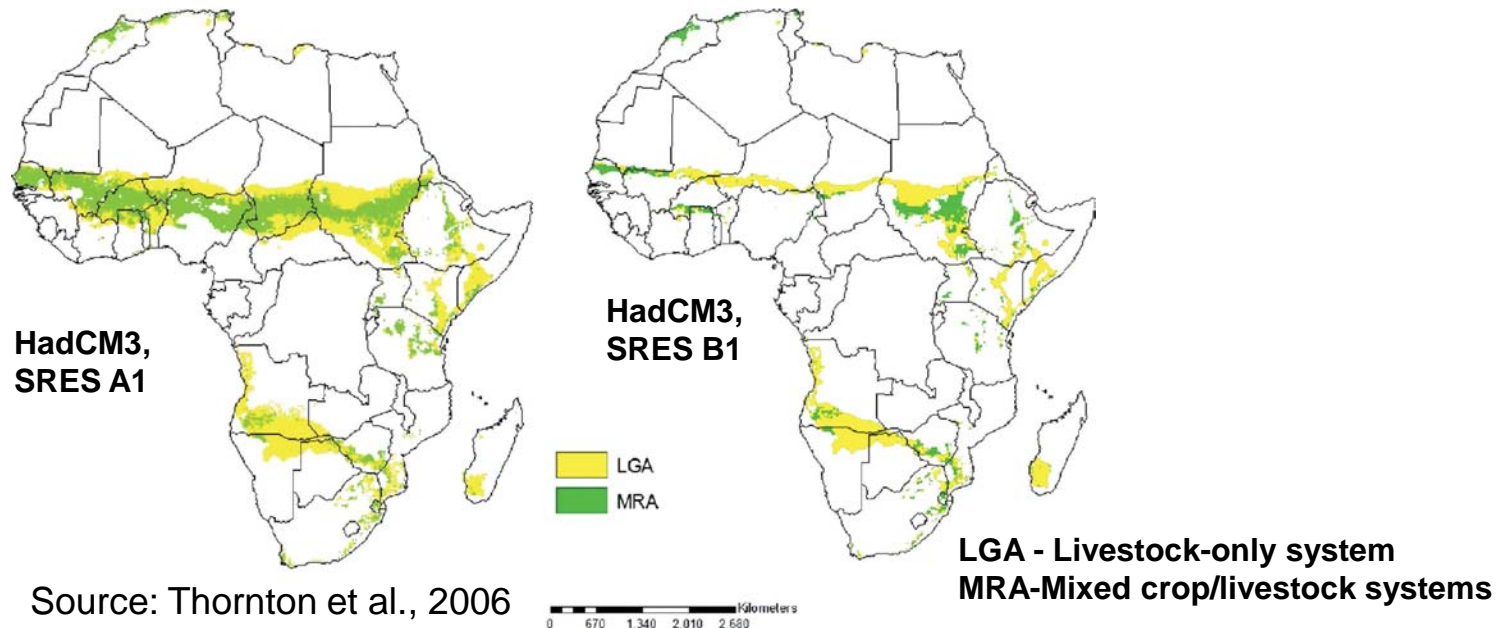 HadCM3,
SRES A1
HadCM3,
SRES B1
LGA
MRA
LGA - Livestock-only system
MRA-Mixed crop/livestock systems
Source: Thornton et al., 2006
Kilometers
0 670 1.340 2.010 2.680